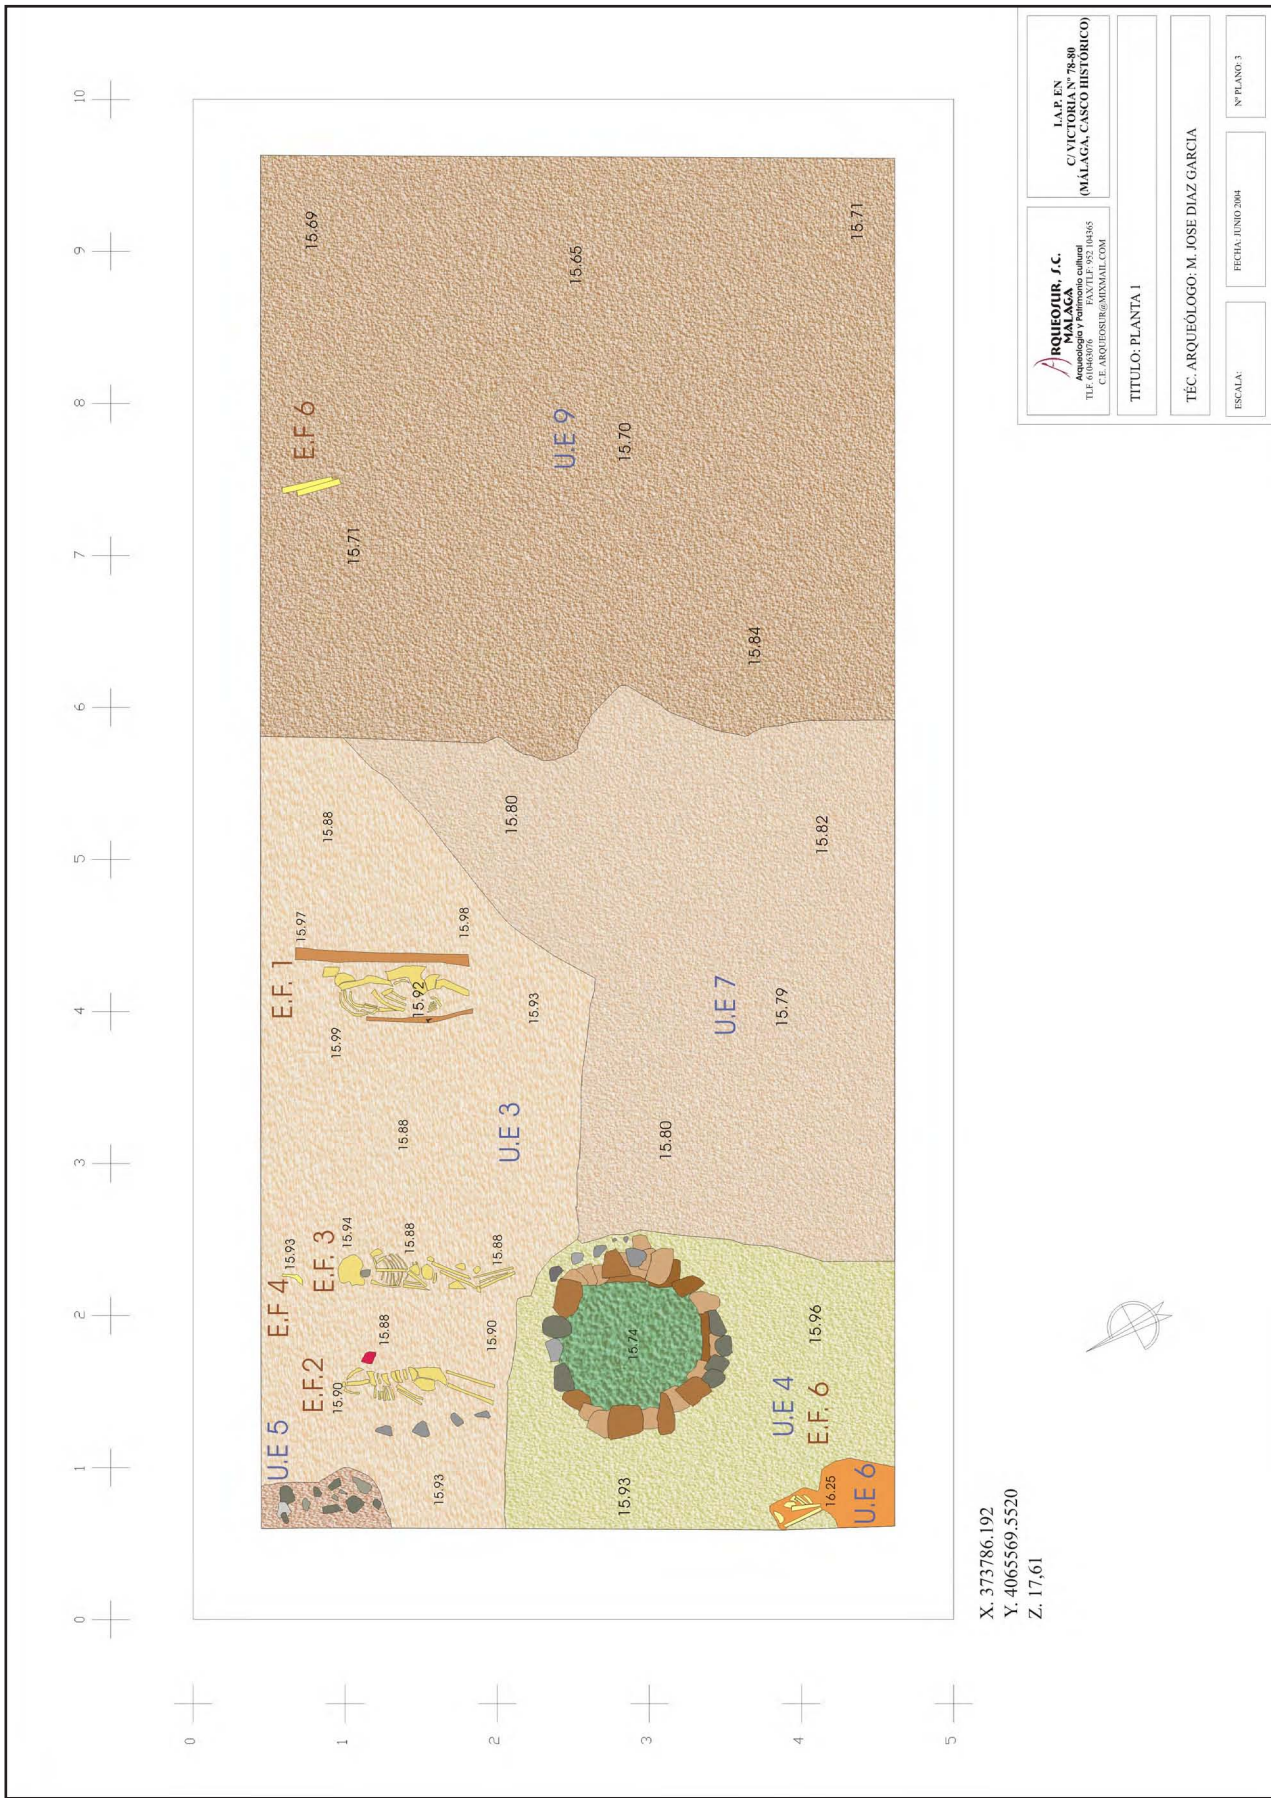 0 1 2 3 4 5 6 7 8 9 10
0
1
2
3
4
5
U.E 5
E.F.2
E.F 4
E.F. 3
E.F. 1
E.F 6
15.90
15.88
15.93
15.94
15.88
15.88
15.90
15.93
15.99
15.97
15.92
15.98
15.93
15.88
15.88
U.E 3
15.71
15.69
15.65
U.E 9
15.70
15.84
15.71
15.80
15.82
U.E 7
15.79
15.80
15.74
15.96
15.93
U.E 4
E.F. 6
16.25
U.E 6
X. 373786.192
Y. 4065569.5520
Z. 17,61
ARQUEOSUR, S.C.
MALAGA
Arqueología y Patrimonio cultural
TLF. 610463076 FAX/TLF: 952 104365
C.E. ARQUEOSUR@MIXMAIL.COM
I.A.P. EN
C/ VICTORIA Nº 78-80
(MÁLAGA, CASCO HISTÓRICO)
TITULO: PLANTA 1
TÉC. ARQUEÓLOGO: M. JOSE DIAZ GARCIA
ESCALA:
FECHA: JUNIO 2004
Nº PLANO: 3